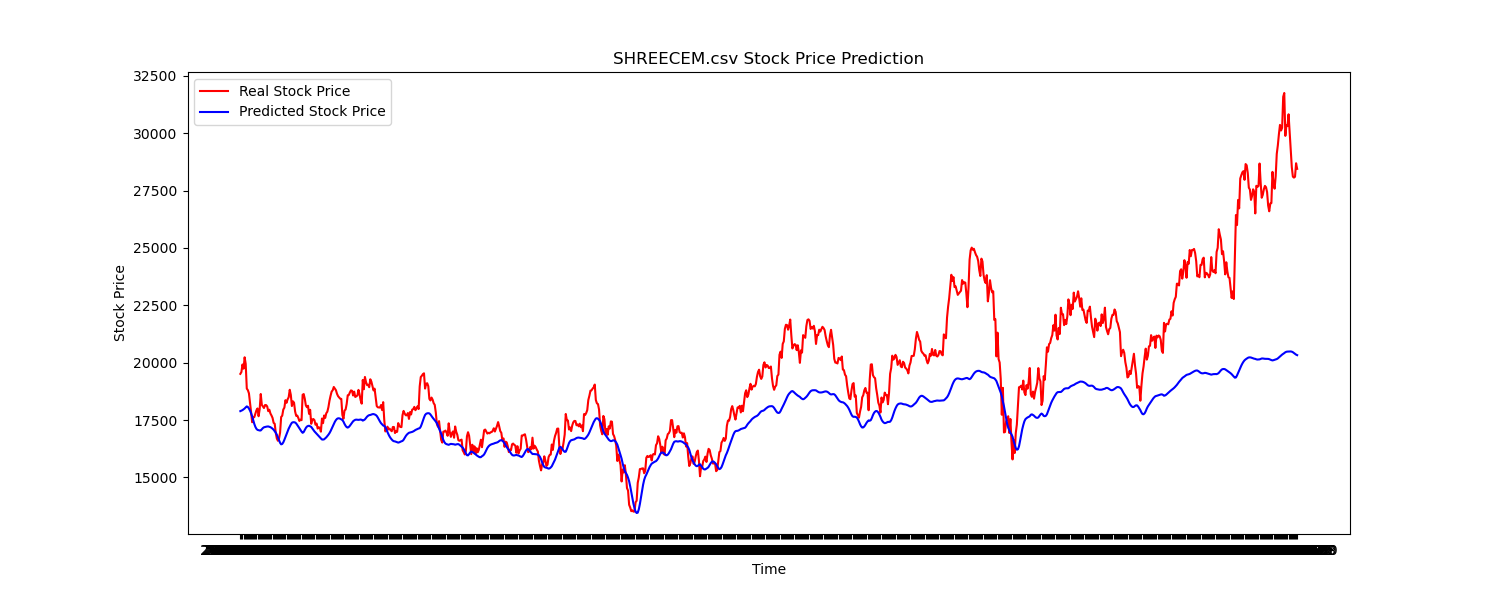 SHREECEM.csv Stock Price Prediction
32500
30000
27500
25000
22500
20000
17500
15000
Stock Price
Real Stock Price
Predicted Stock Price
Time